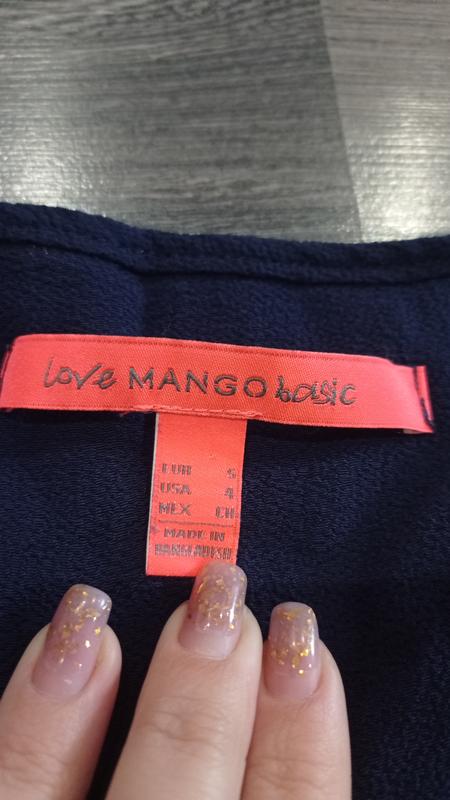 love MANGO basic
EUR S
USA 4
MEX CH
MADE IN
BANGLADESH